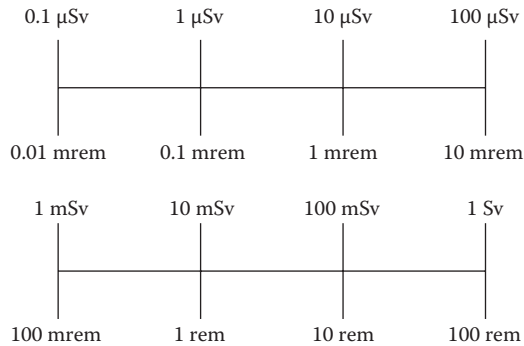 0.1 µSv 1 µSv 10 µSv 100 µSv
0.01 mrem 0.1 mrem 1 mrem 10 mrem
1 mSv 10 mSv 100 mSv 1 Sv
100 mrem 1 rem 10 rem 100 rem